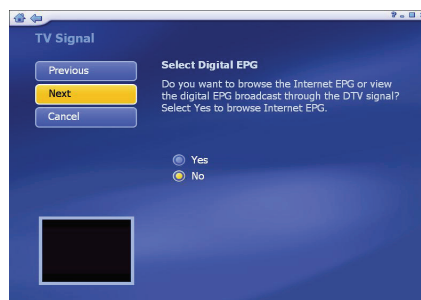 TV Signal
Previous
Next
Cancel
Select Digital EPG
Do you want to browse the Internet EPG or view
the digital EPG broadcast through the DTV signal?
Select Yes to browse Internet EPG.
Yes
No